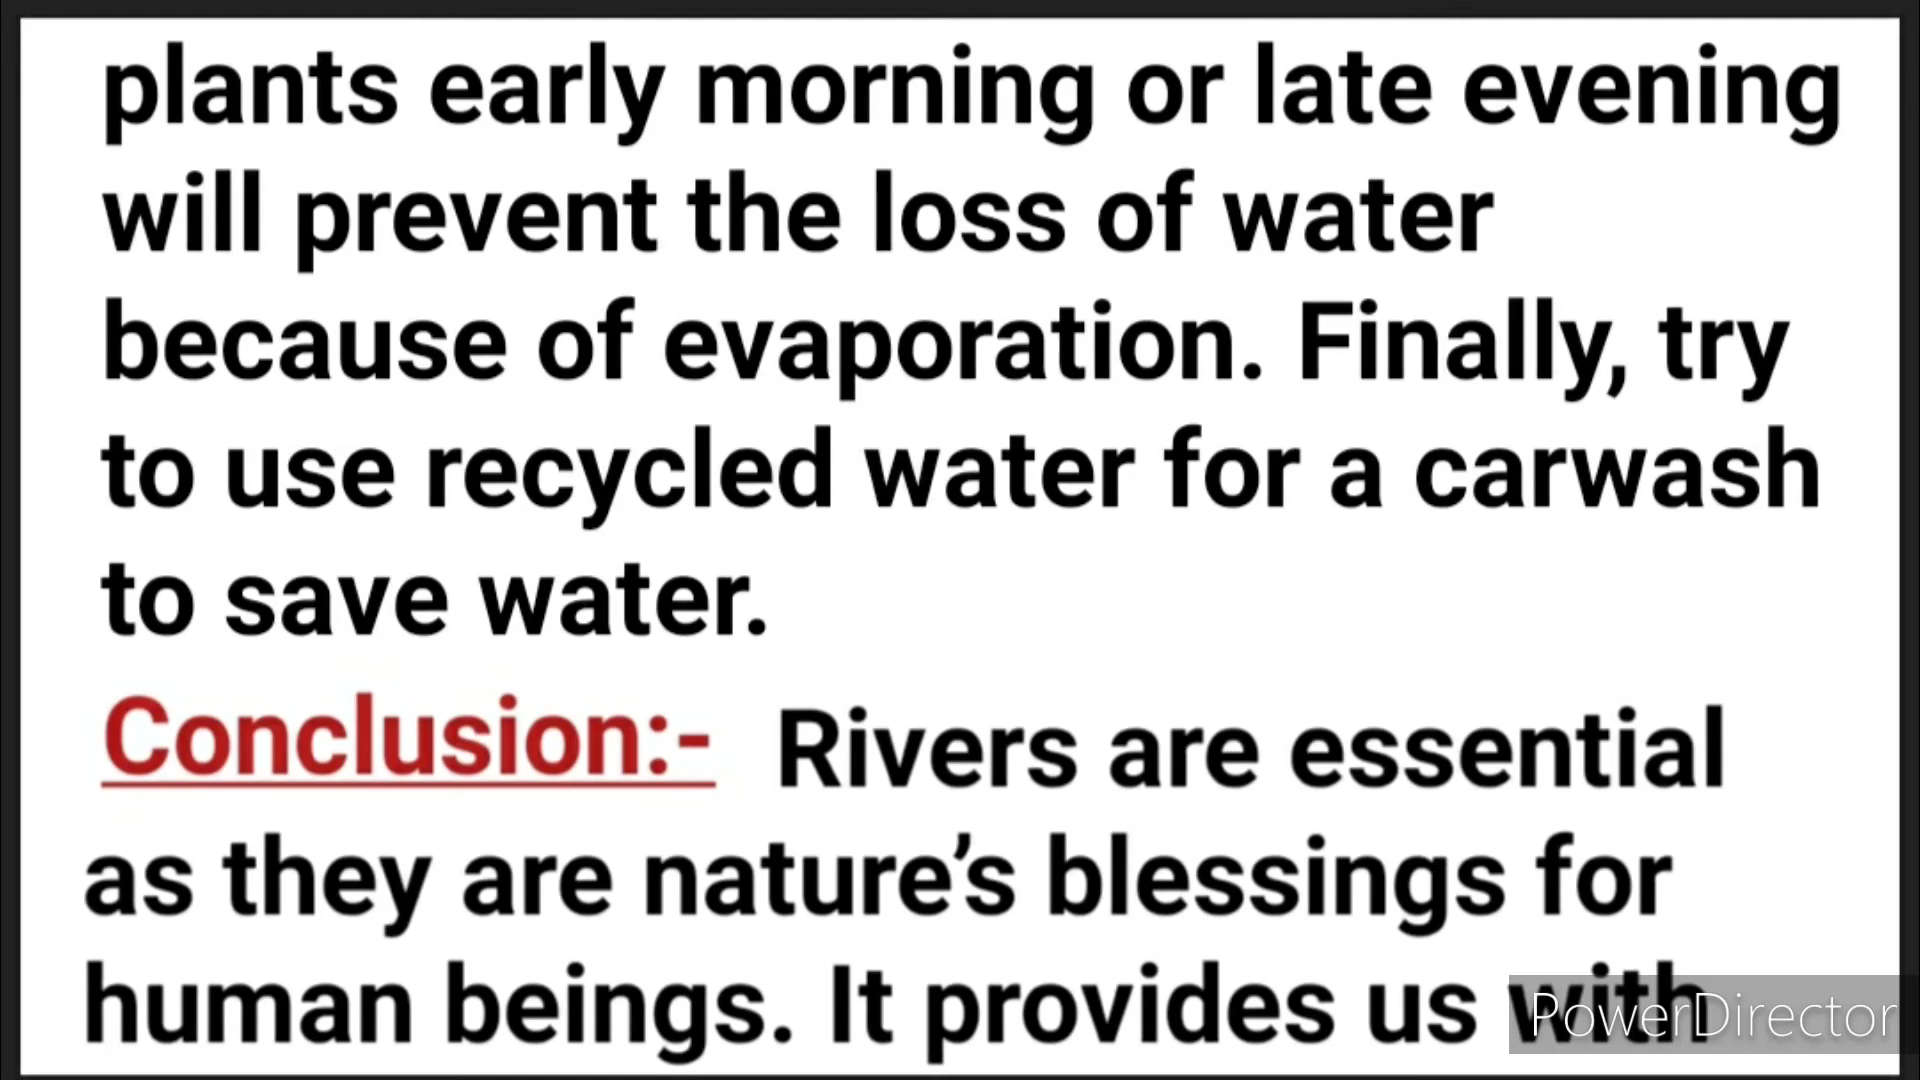 plants early morning or late evening
will prevent the loss of water
because of evaporation. Finally, try
to use recycled water for a carwash
to save water.
Conclusion:- Rivers are essential
as they are nature’s blessings for
human beings. It provides us with
PowerDirector